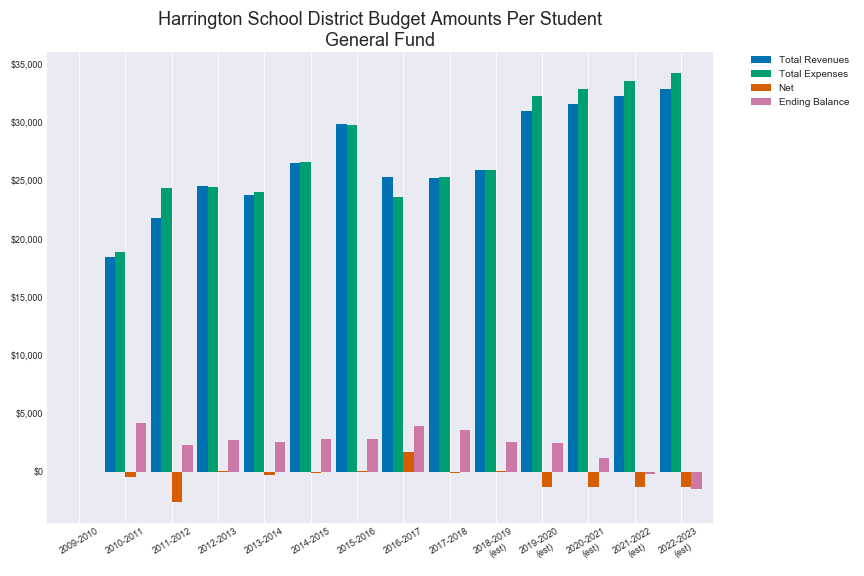 Harrington School District Budget Amounts Per Student
General Fund
Total Revenues
Total Expenses
Net
Ending Balance
$35,000
$30,000
$25,000
$20,000
$15,000
$10,000
$5,000
$0
2009-2010
2010-2011
2011-2012
2012-2013
2013-2014
2014-2015
2015-2016
2016-2017
2017-2018
2018-2019
(est)
2019-2020
(est)
2020-2021
(est)
2021-2022
(est)
2022-2023
(est)